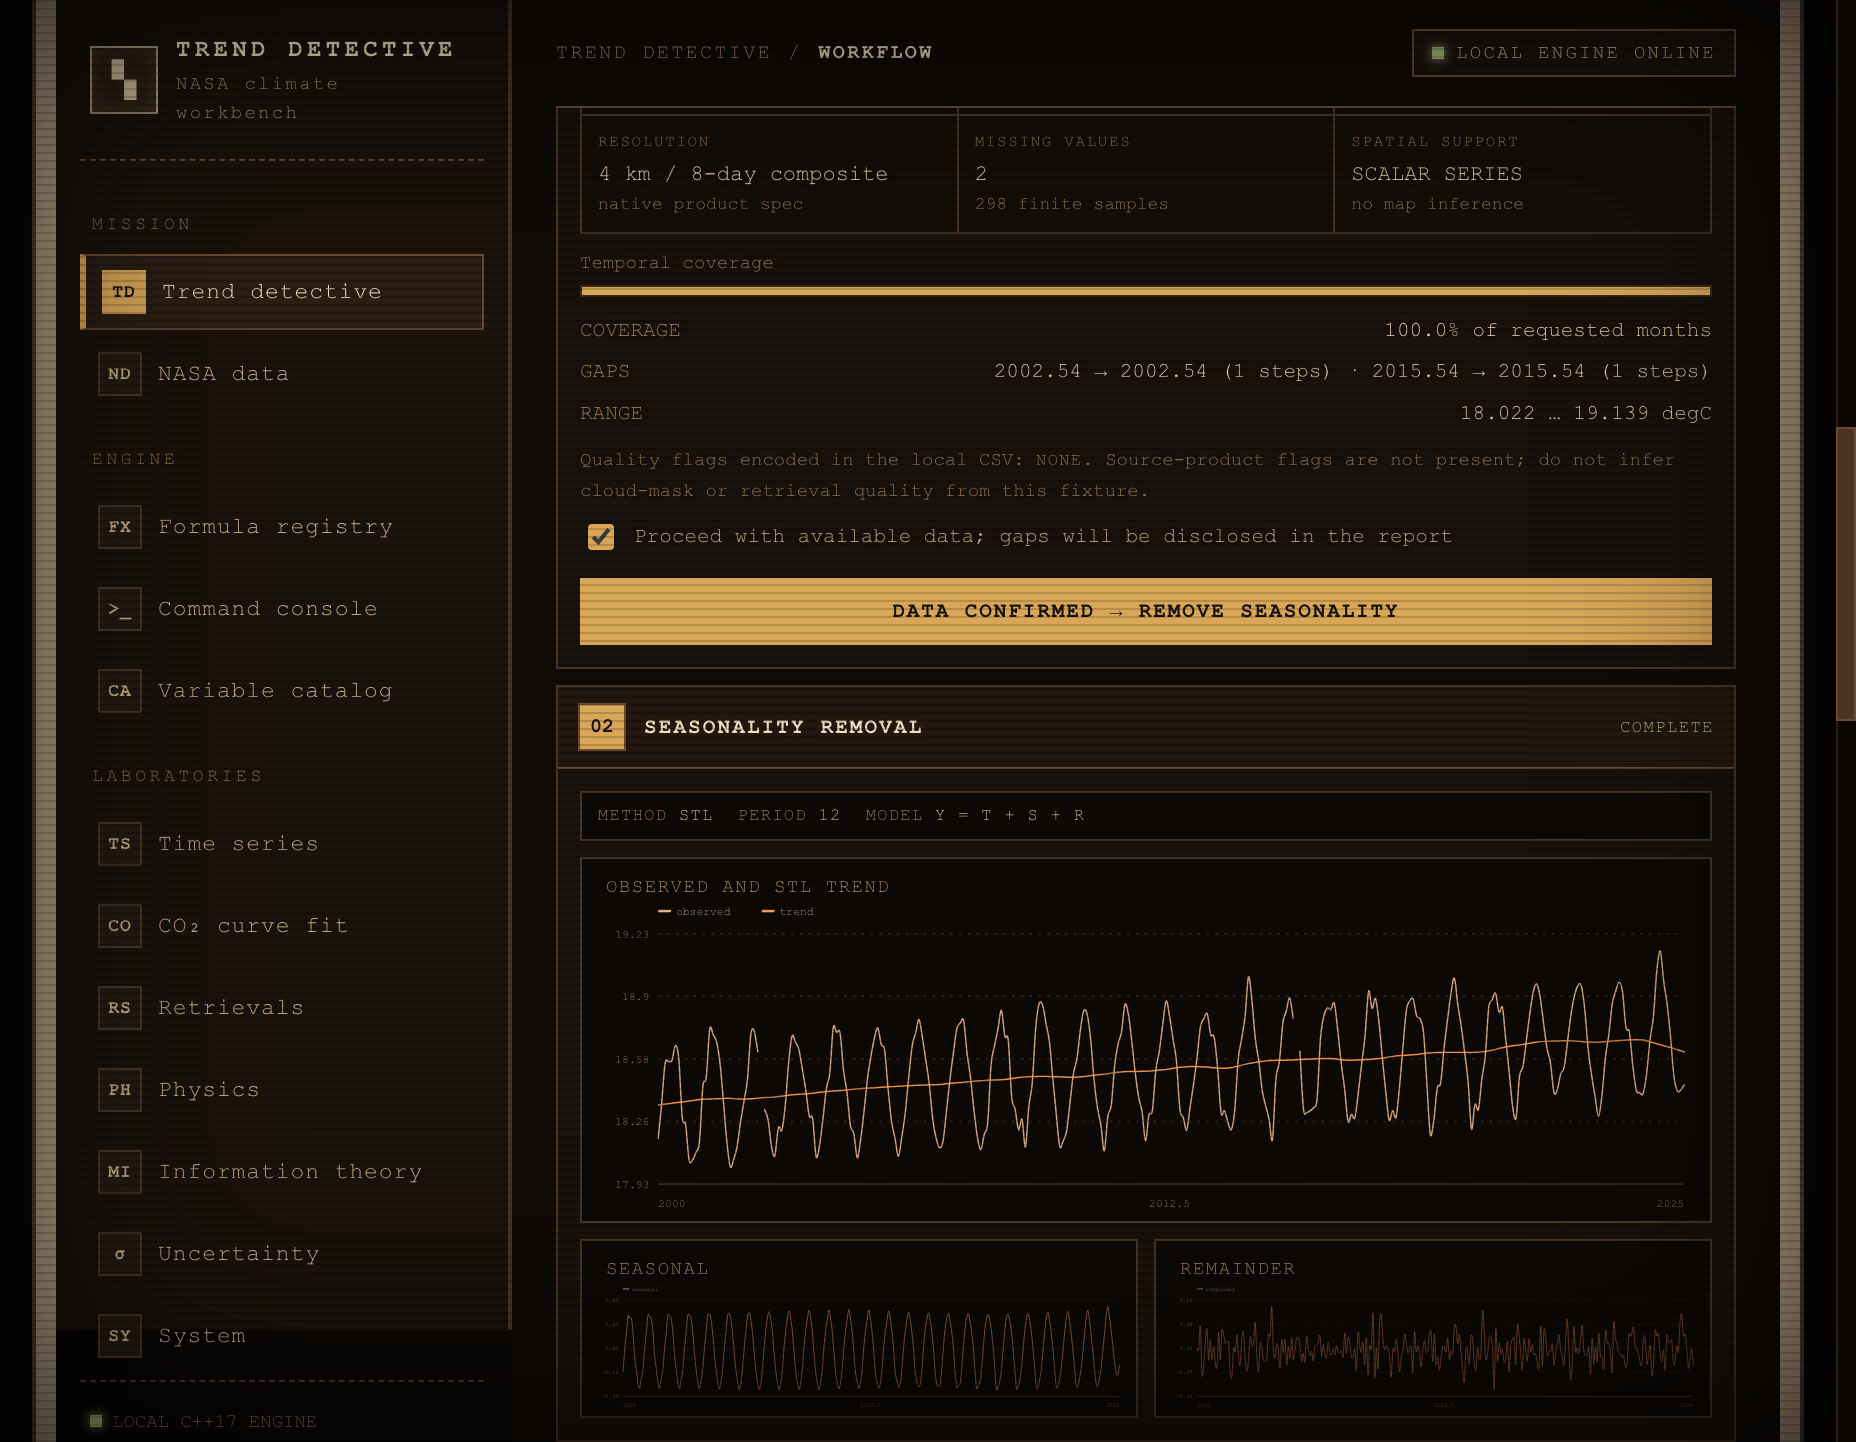 TREND DETECTIVE
NASA climate
workbench
MISSION
TD Trend detective
ND NASA data
ENGINE
FX Formula registry
>_ Command console
CA Variable catalog
LABORATORIES
TS Time series
CO CO₂ curve fit
RS Retrievals
PH Physics
MI Information theory
σ Uncertainty
SY System
LOCAL C++17 ENGINE
TREND DETECTIVE / WORKFLOW
LOCAL ENGINE ONLINE
RESOLUTION
4 km / 8-day composite
native product spec
MISSING VALUES
2
298 finite samples
SPATIAL SUPPORT
SCALAR SERIES
no map inference
Temporal coverage
COVERAGE 100.0% of requested months
GAPS 2002.54 → 2002.54 (1 steps) · 2015.54 → 2015.54 (1 steps)
RANGE 18.022 … 19.139 degC
Quality flags encoded in the local CSV: NONE. Source-product flags are not present; do not infer
cloud-mask or retrieval quality from this fixture.
Proceed with available data; gaps will be disclosed in the report
DATA CONFIRMED → REMOVE SEASONALITY
02 SEASONALITY REMOVAL COMPLETE
METHOD STL PERIOD 12 MODEL Y = T + S + R
OBSERVED AND STL TREND
observed trend
19.23
18.9
18.58
18.26
17.93
2000 2012.5 2025
SEASONAL
seasonal
REMAINDER
remainder